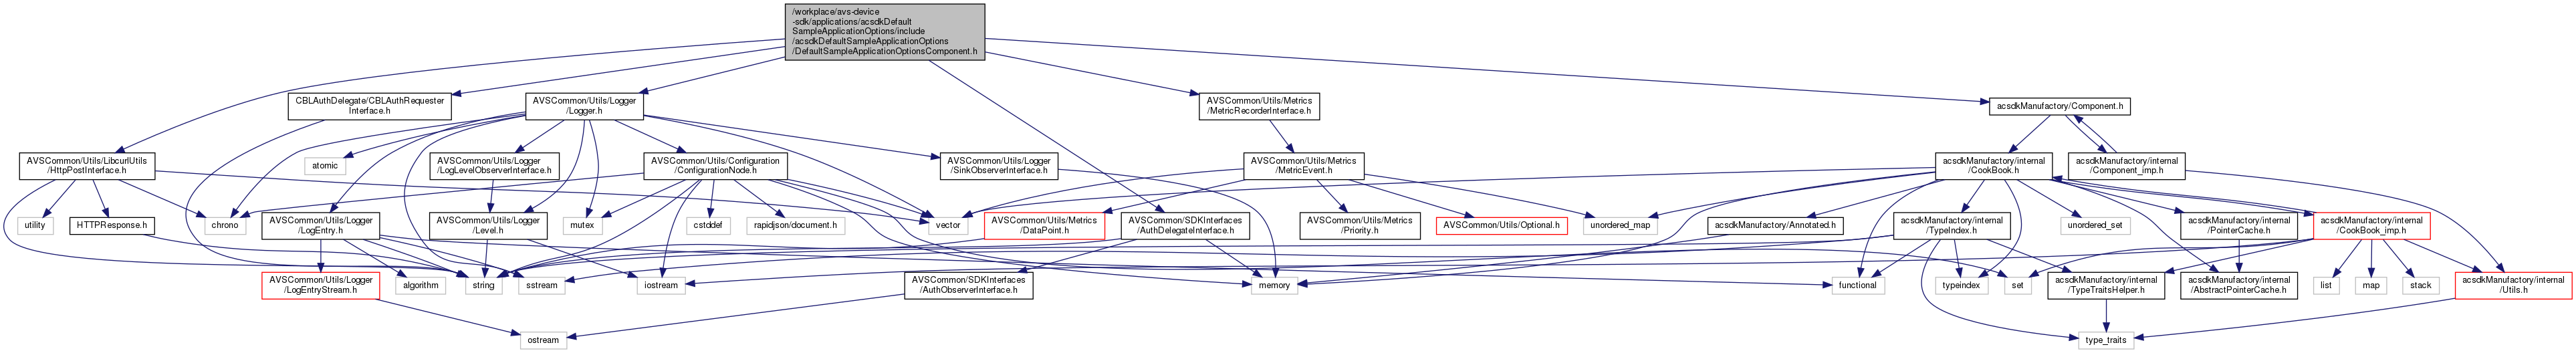 /workplace/avs-device
-sdk/applications/acsdkDefault
SampleApplicationOptions/include
/acsdkDefaultSampleApplicationOptions
/DefaultSampleApplicationOptionsComponent.h
CBLAuthDelegate/CBLAuthRequester
Interface.h
AVSCommon/Utils/Logger
/Logger.h
AVSCommon/Utils/Metrics
/MetricRecorderInterface.h
acsdkManufactory/Component.h
AVSCommon/Utils/LibcurlUtils
/HttpPostInterface.h
atomic
AVSCommon/Utils/Logger
/LogLevelObserverInterface.h
AVSCommon/Utils/Configuration
/ConfigurationNode.h
AVSCommon/Utils/Logger
/SinkObserverInterface.h
AVSCommon/Utils/Metrics
/MetricEvent.h
acsdkManufactory/internal
/CookBook.h
acsdkManufactory/internal
/Component_imp.h
utility
HTTPResponse.h
chrono
AVSCommon/Utils/Logger
/LogEntry.h
AVSCommon/Utils/Logger
/Level.h
mutex
cstddef
rapidjson/document.h
vector
AVSCommon/Utils/Metrics
/DataPoint.h
AVSCommon/SDKInterfaces
/AuthDelegateInterface.h
AVSCommon/Utils/Metrics
/Priority.h
AVSCommon/Utils/Optional.h
unordered_map
acsdkManufactory/Annotated.h
acsdkManufactory/internal
/TypeIndex.h
unordered_set
acsdkManufactory/internal
/PointerCache.h
acsdkManufactory/internal
/CookBook_imp.h
AVSCommon/Utils/Logger
/LogEntryStream.h
algorithm
string
sstream
iostream
AVSCommon/SDKInterfaces
/AuthObserverInterface.h
memory
functional
typeindex
set
acsdkManufactory/internal
/TypeTraitsHelper.h
acsdkManufactory/internal
/AbstractPointerCache.h
list
map
stack
acsdkManufactory/internal
/Utils.h
ostream
type_traits